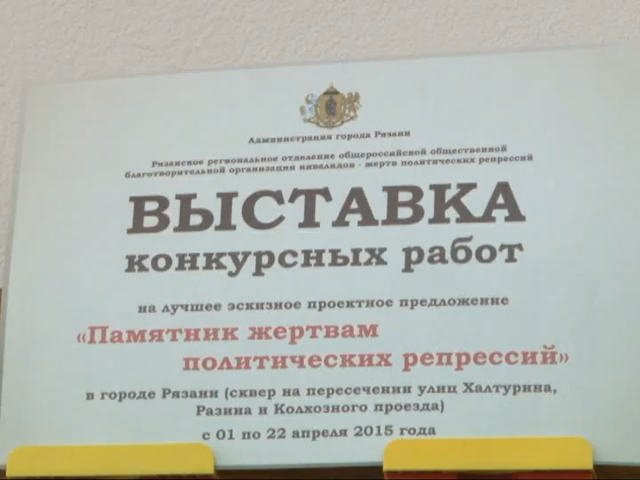 Администрация города Рязани
Рязанское региональное отделение общероссийской общественной
благотворительной организации инвалидов - жертв политических репрессий
ВЫСТАВКА
конкурсных работ
на лучшее эскизное проектное предложение
«Памятник жертвам
политических репрессий»
в городе Рязани (сквер на пересечении улиц Халтурина,
Разина и Колхозного проезда)
с 01 по 22 апреля 2015 года